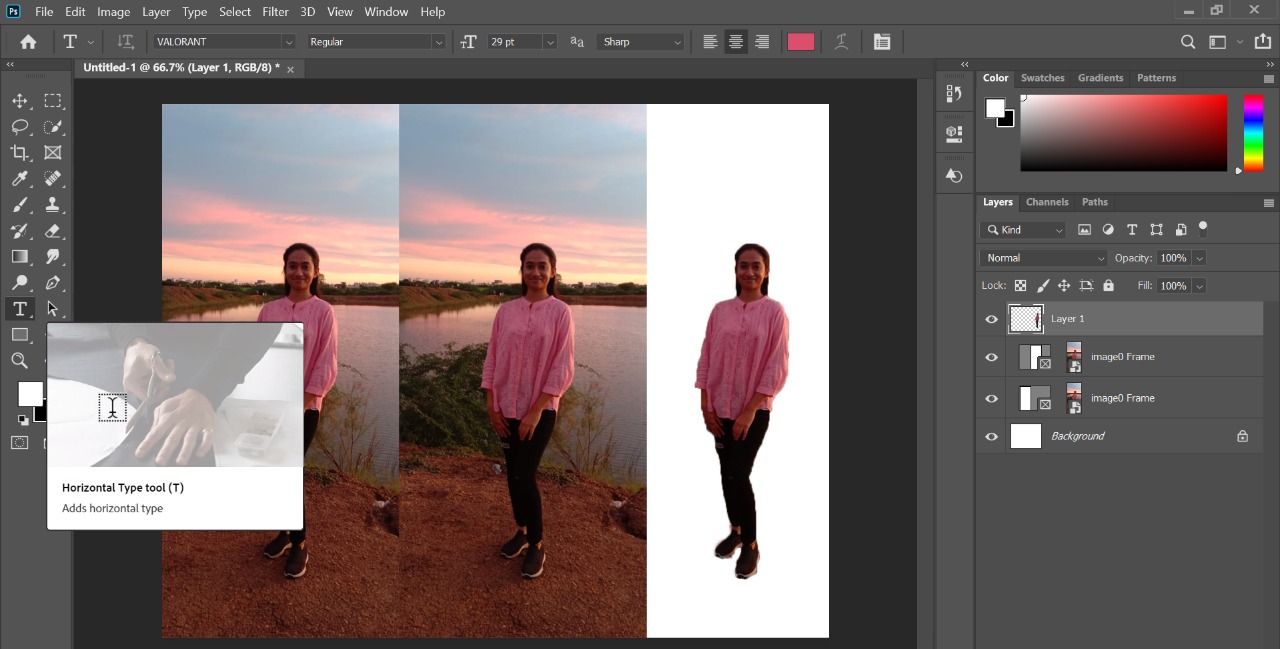 Ps File Edit Image Layer Type Select Filter 3D View Window Help
T VALORANT Regular 29 pt aa Sharp
Untitled-1 @ 66.7% (Layer 1, RGB/8) *
Color Swatches Gradients Patterns
Layers Channels Paths
Kind
Normal Opacity: 100%
Lock: Fill: 100%
Layer 1
image0 Frame
image0 Frame
Background
Horizontal Type tool (T)
Adds horizontal type